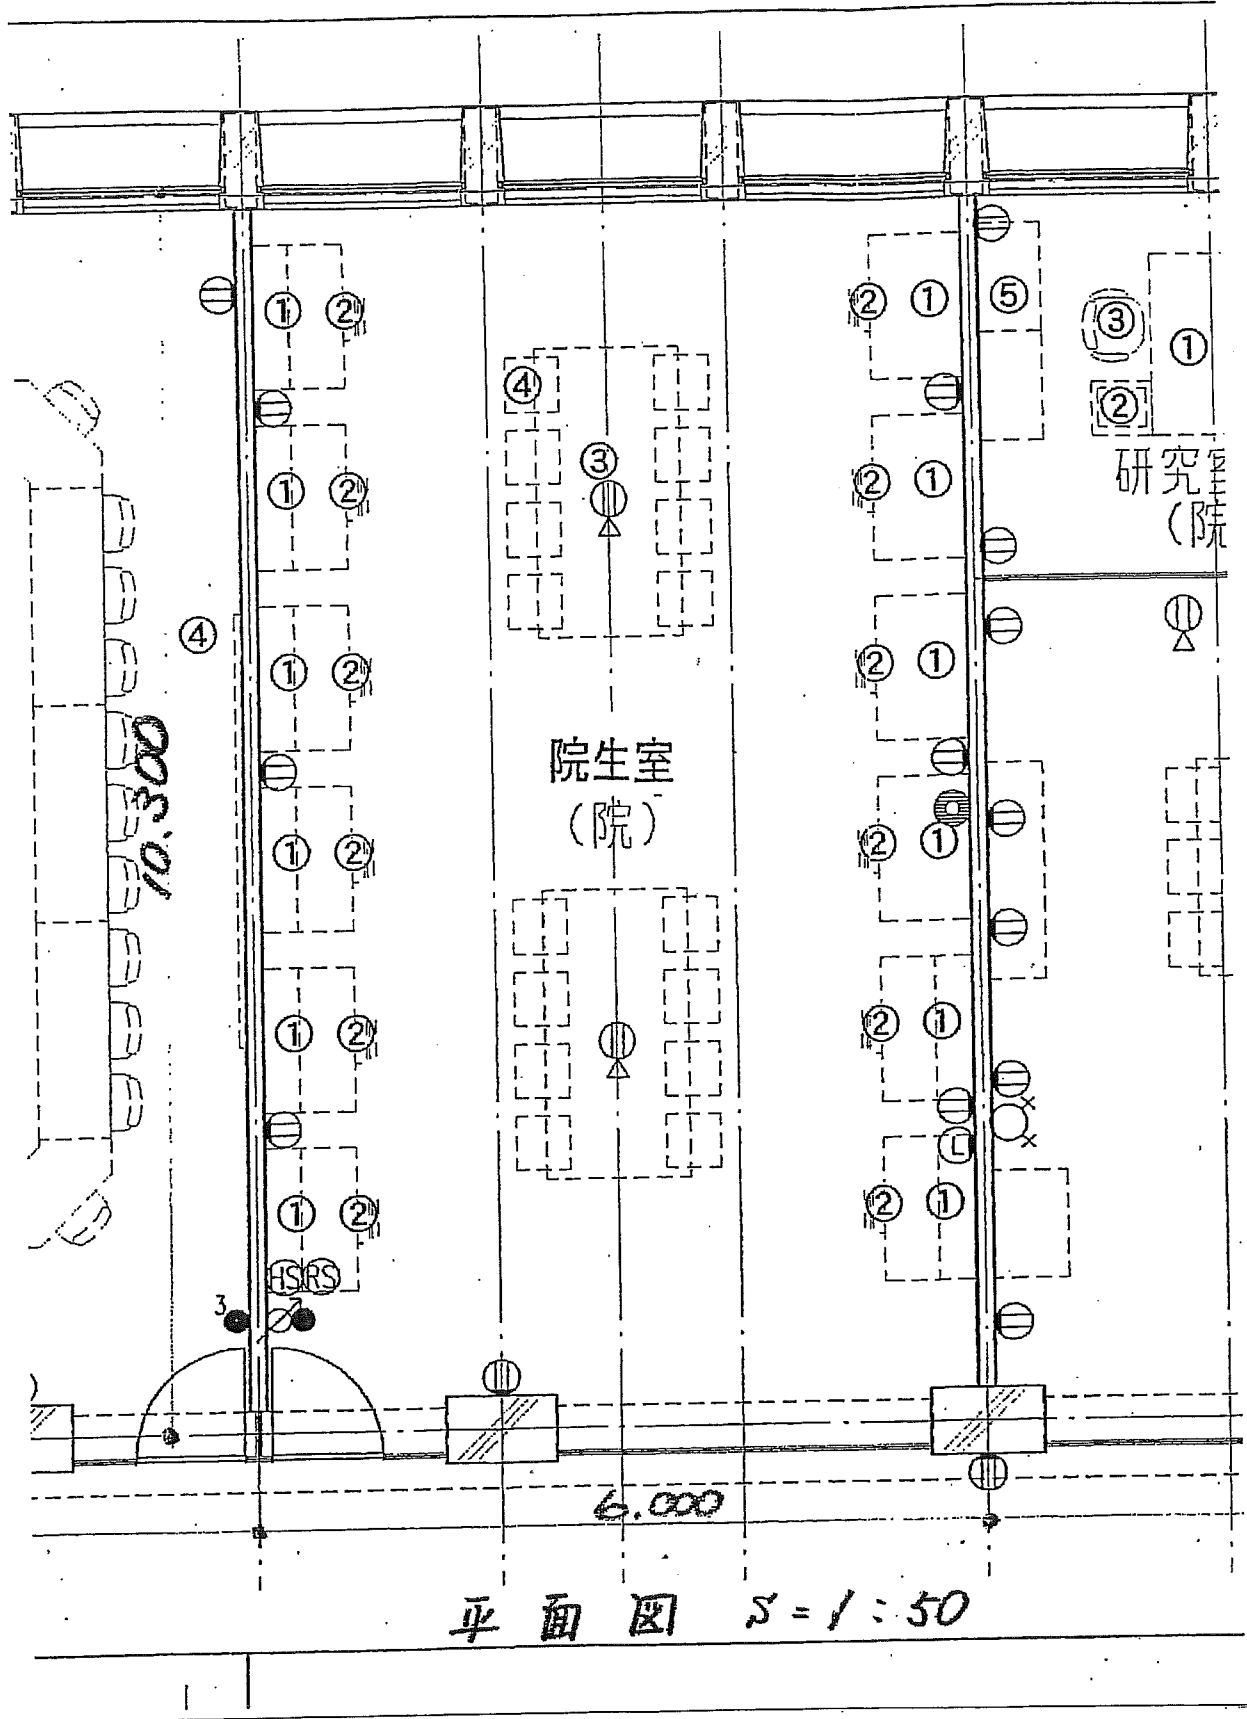 ① ② ② ① ⑤
③
①
④ ②
③
① ② ② ① 研究室
(院
④ ① ② ② ①
10.300
院生室
(院)
① ② ② ①
① ② ② ①
L
① ② ② ①
HS RS
3
6.000
平面図 S=1:50